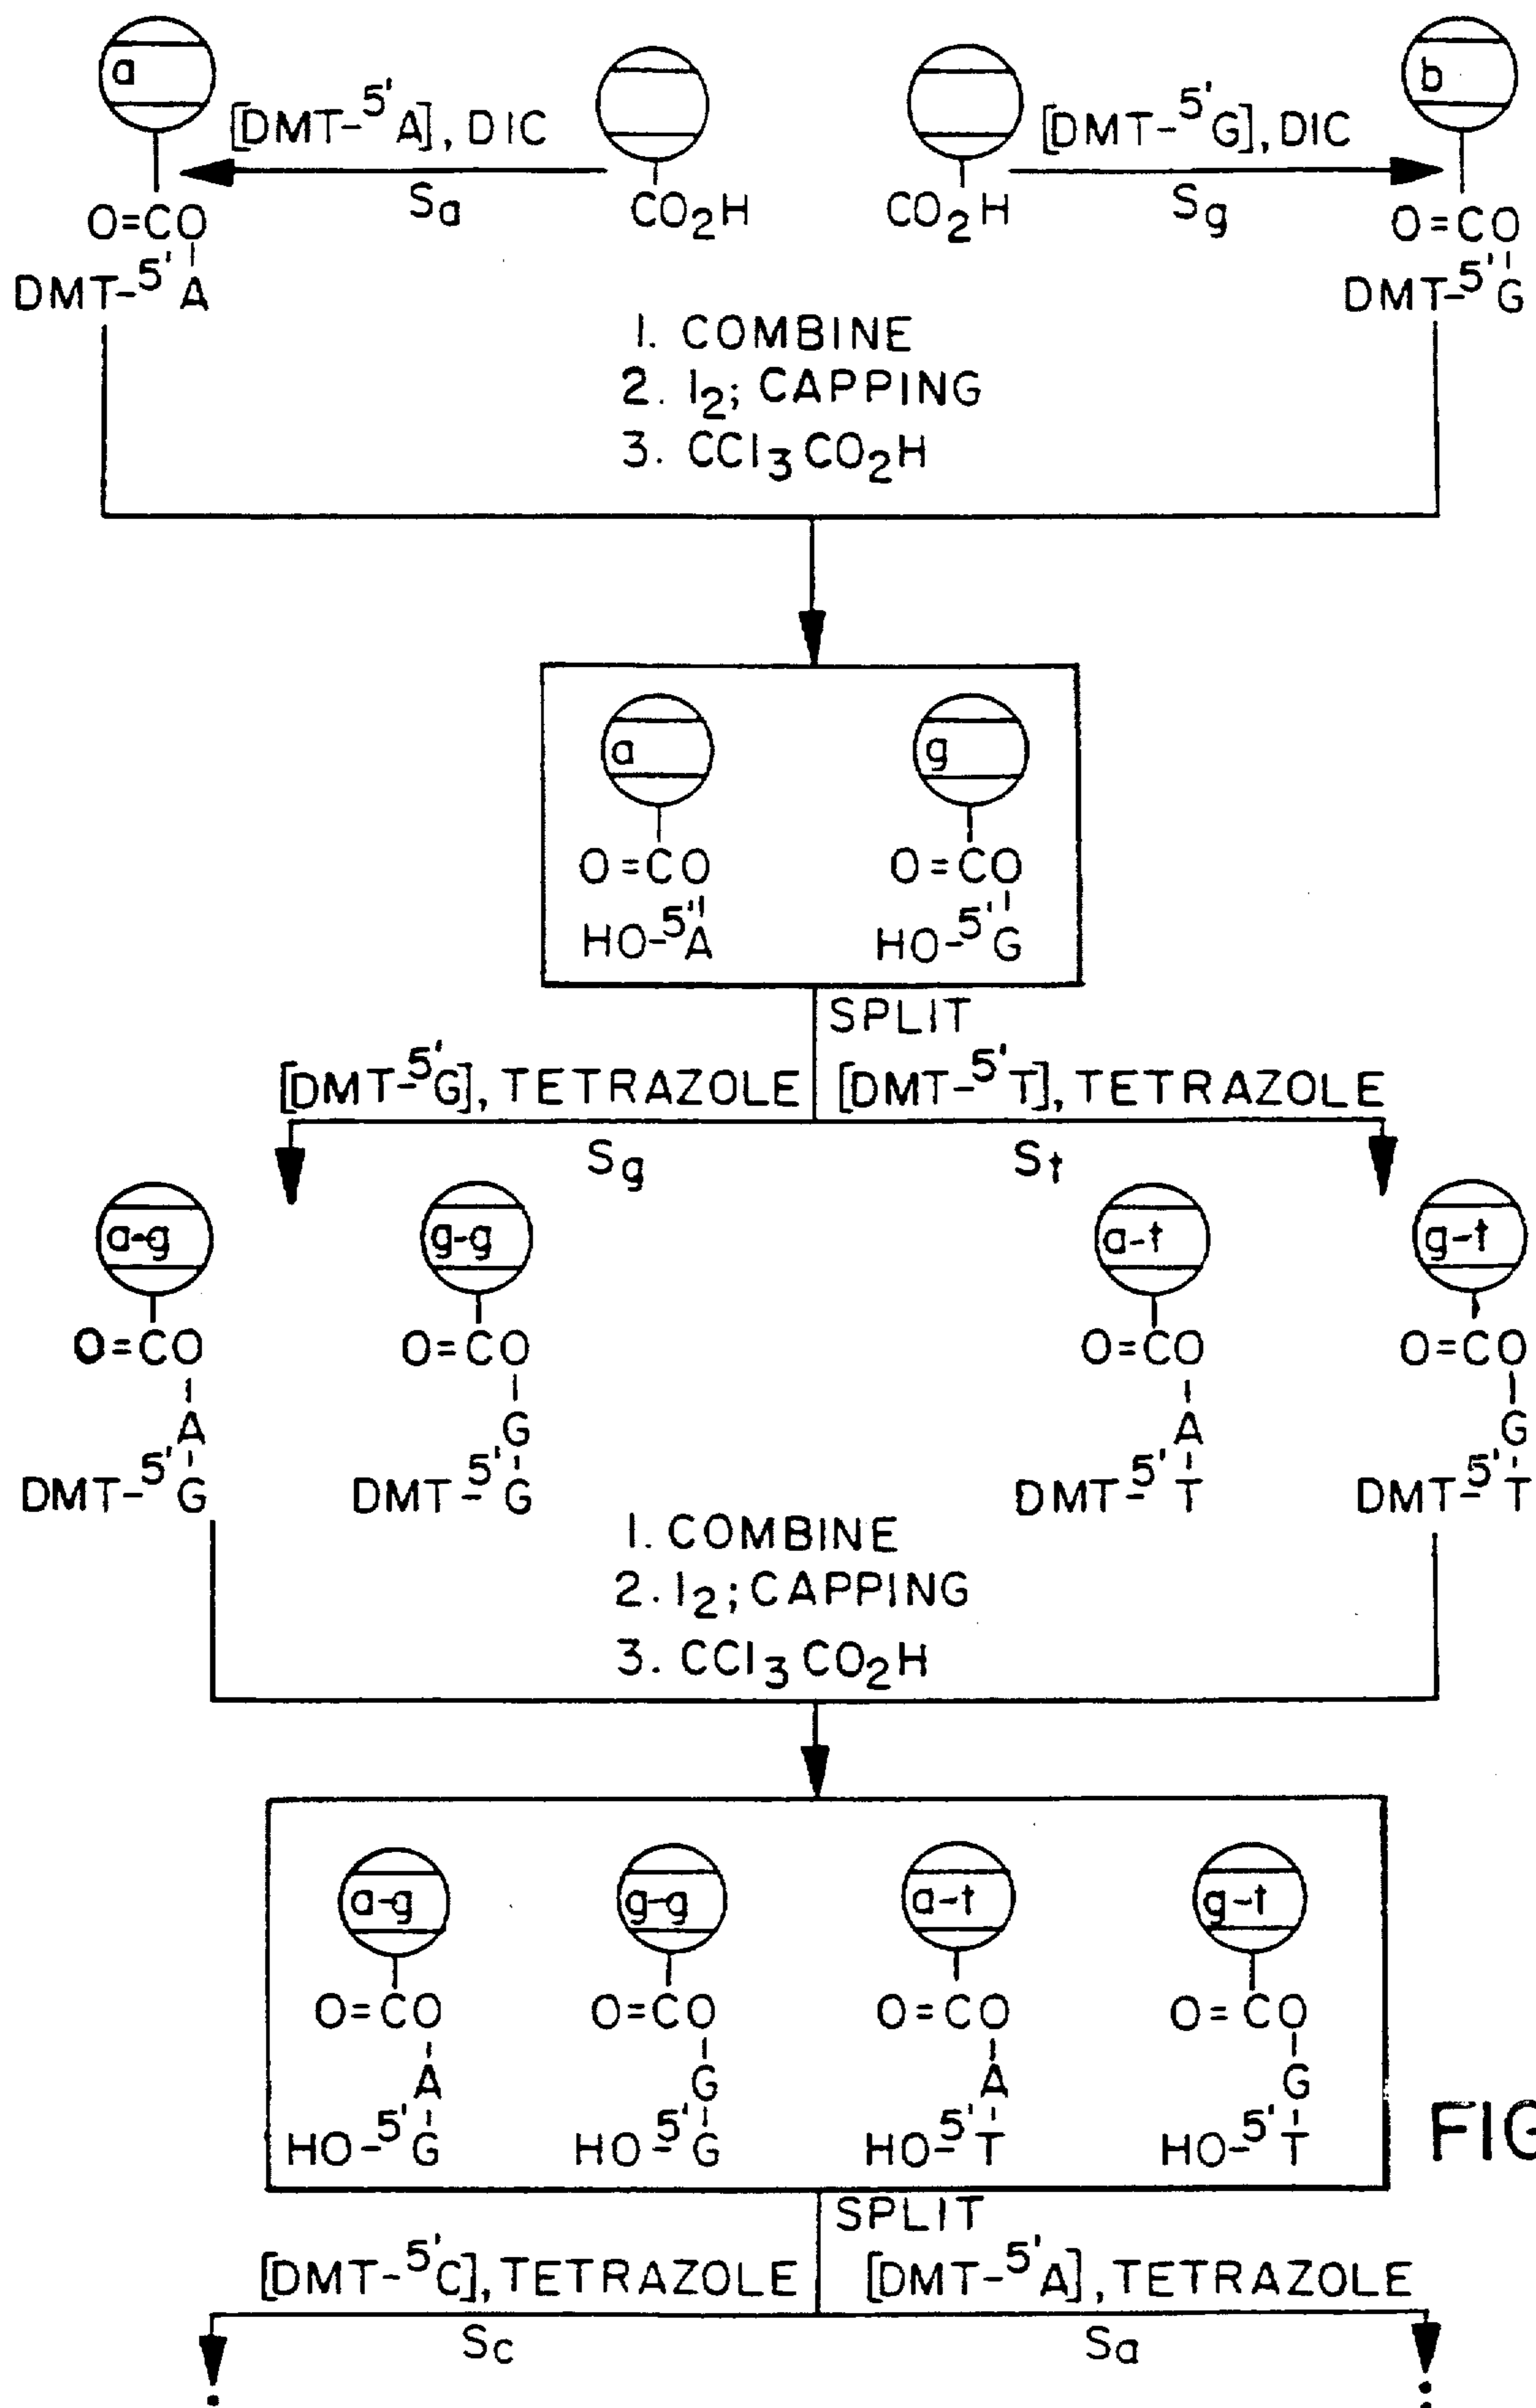 a b
[DMT-5'A], DIC [DMT-5'G], DIC
Sa Sg
O=CO CO2H CO2H O=CO
DMT-5'A DMT-5'G
1. COMBINE
2. I2; CAPPING
3. CCl3CO2H
a g
O=CO O=CO
HO-5'A HO-5'G
SPLIT
[DMT-5'G], TETRAZOLE [DMT-5'T], TETRAZOLE
Sg St
a-g g-g a-t g-t
O=CO O=CO O=CO O=CO
A G A G
DMT-5'G DMT-5'G DMT-5'T DMT-5'T
1. COMBINE
2. I2; CAPPING
3. CCl3CO2H
a-g g-g a-t g-t
O=CO O=CO O=CO O=CO
A G A G
HO-5'G HO-5'G HO-5'T HO-5'T
FIG
SPLIT
[DMT-5'C], TETRAZOLE [DMT-5'A], TETRAZOLE
Sc Sa